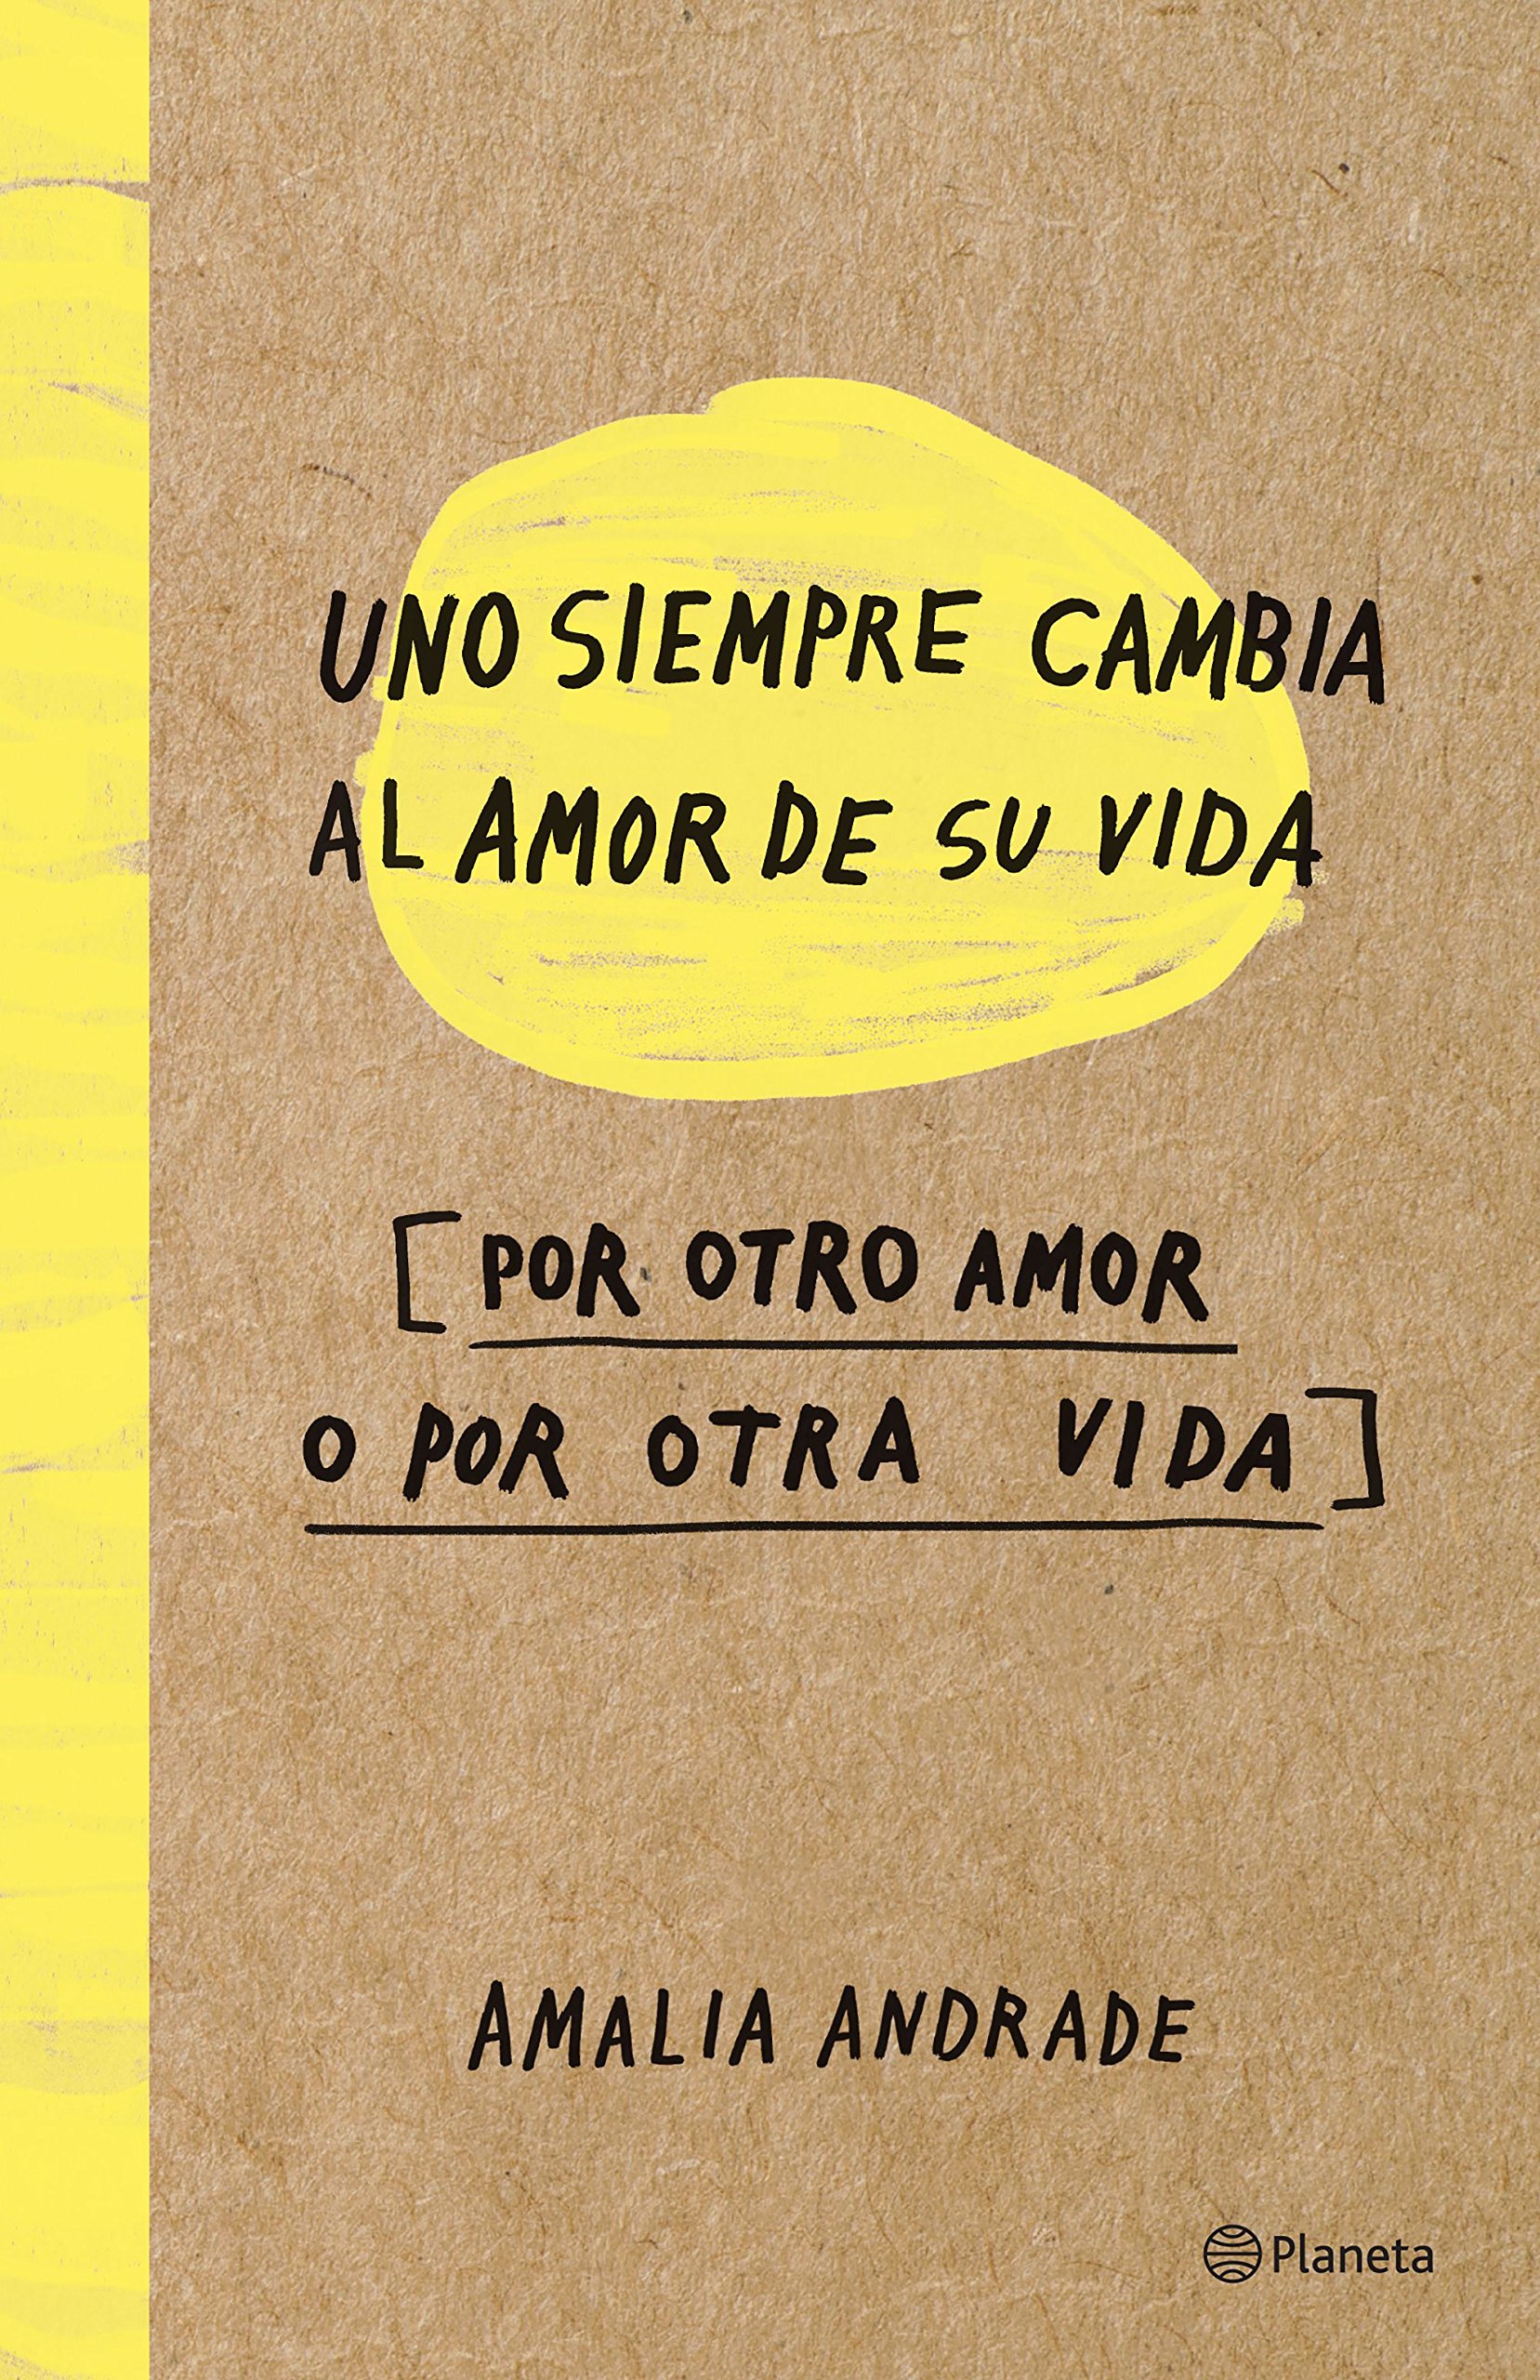 UNO SIEMPRE CAMBIA
AL AMOR DE SU VIDA
[POR OTRO AMOR
O POR OTRA VIDA]
AMALIA ANDRADE
Planeta